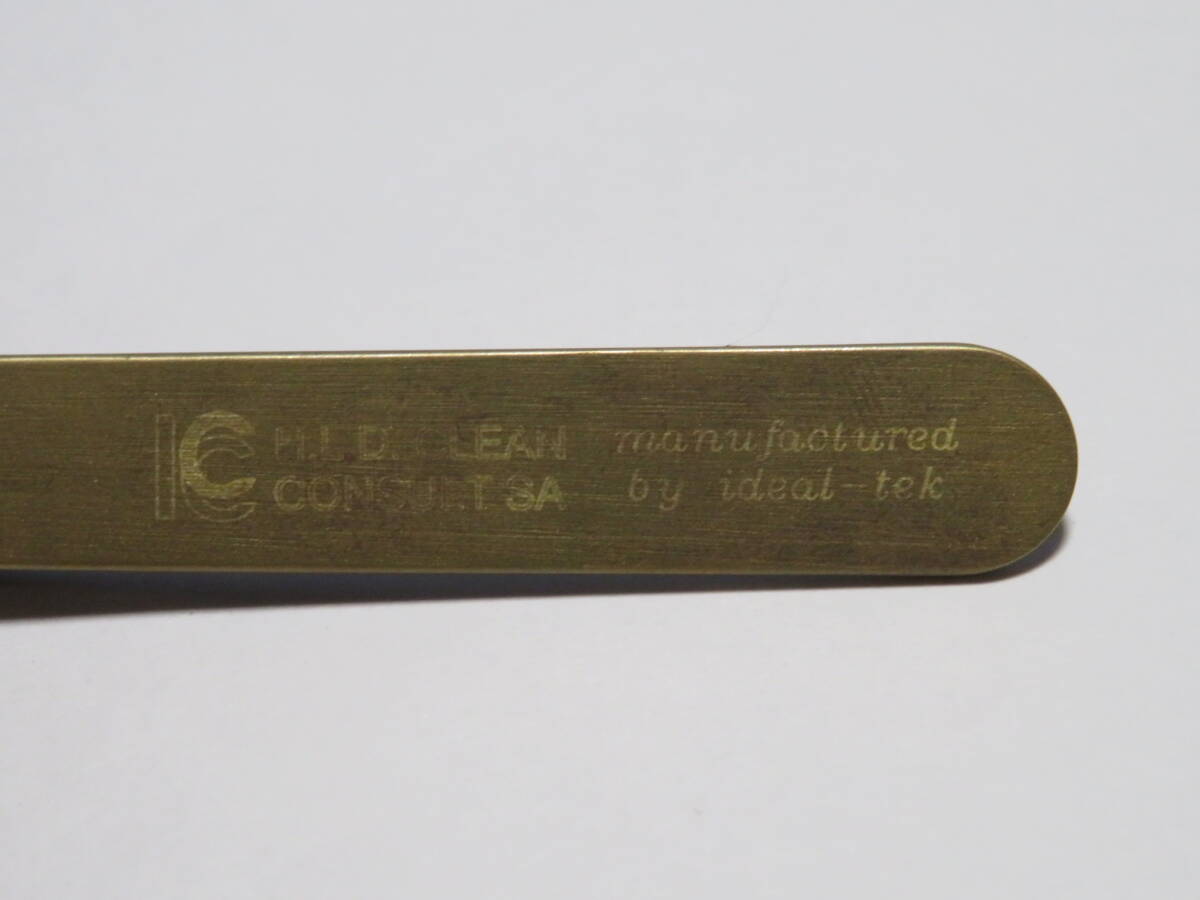 H.L.D. CLEAN
CONSULT SA
manufactured
by ideal-tek